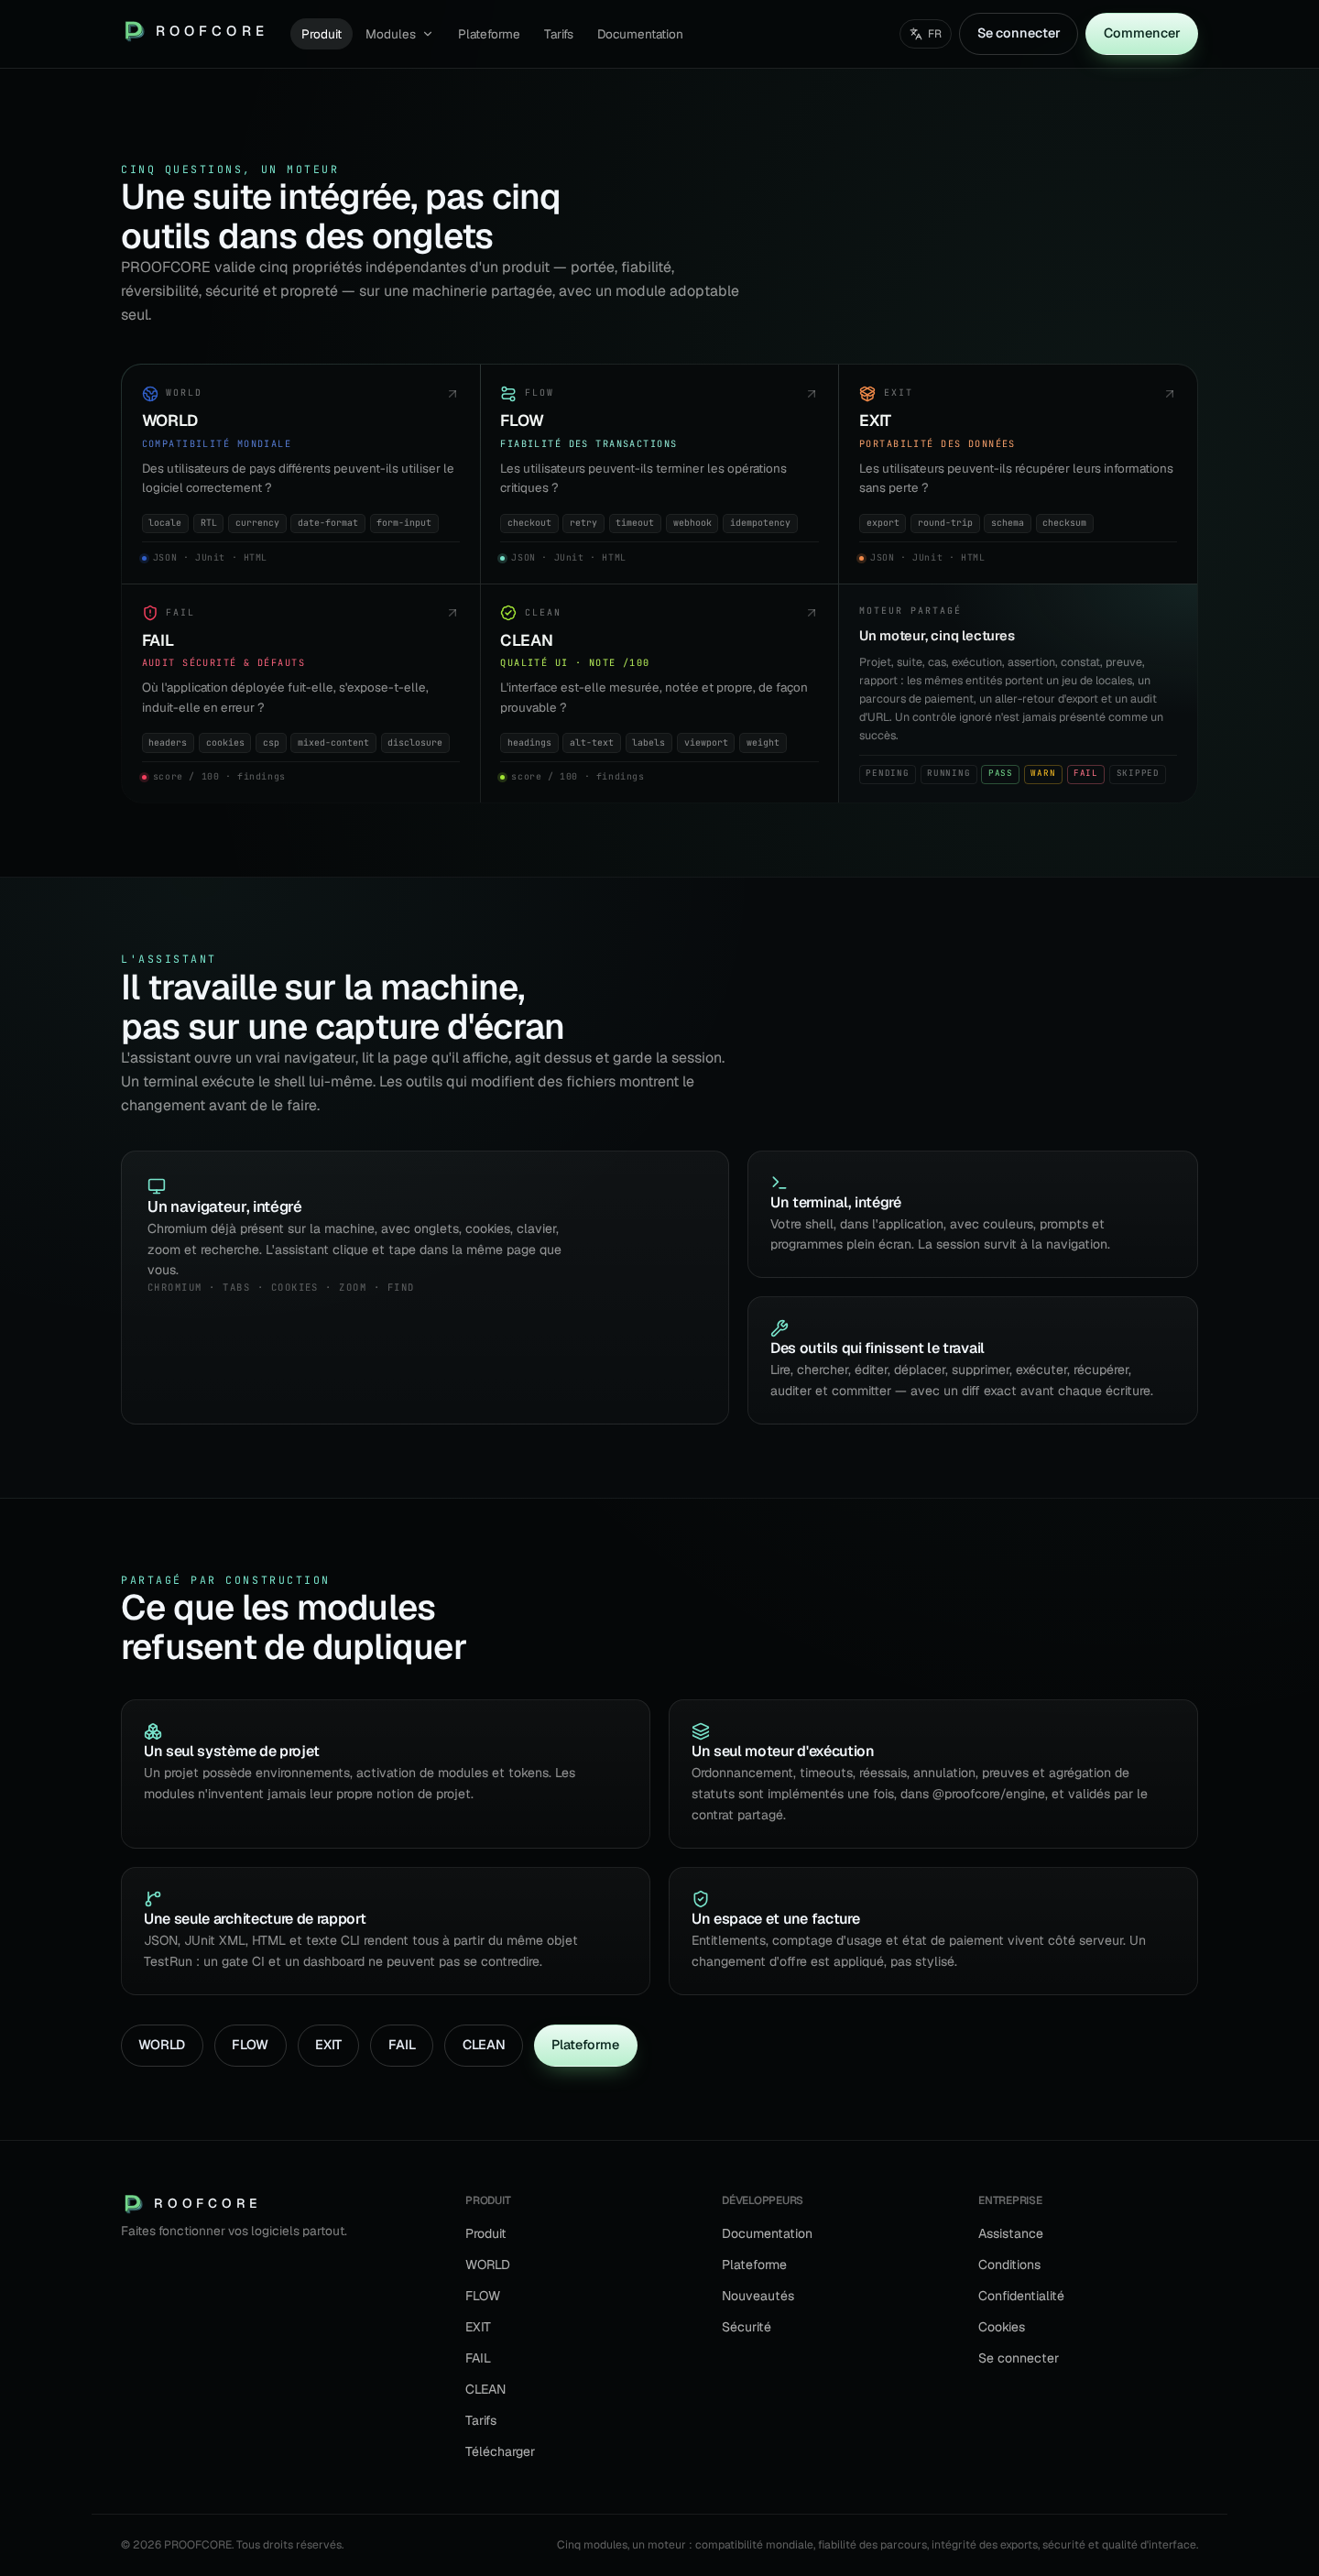 ROOFCORE
Produit
Modules
Plateforme
Tarifs
Documentation
FR
Se connecter
Commencer
CINQ QUESTIONS, UN MOTEUR
Une suite intégrée, pas cinq
outils dans des onglets
PROOFCORE valide cinq propriétés indépendantes d'un produit — portée, fiabilité,
réversibilité, sécurité et propreté — sur une machinerie partagée, avec un module adoptable
seul.
WORLD
WORLD
COMPATIBILITÉ MONDIALE
Des utilisateurs de pays différents peuvent-ils utiliser le
logiciel correctement ?
locale RTL currency date-format form-input
JSON · JUnit · HTML
FLOW
FLOW
FIABILITÉ DES TRANSACTIONS
Les utilisateurs peuvent-ils terminer les opérations
critiques ?
checkout retry timeout webhook idempotency
JSON · JUnit · HTML
EXIT
EXIT
PORTABILITÉ DES DONNÉES
Les utilisateurs peuvent-ils récupérer leurs informations
sans perte ?
export round-trip schema checksum
JSON · JUnit · HTML
FAIL
FAIL
AUDIT SÉCURITÉ & DÉFAUTS
Où l'application déployée fuit-elle, s'expose-t-elle,
induit-elle en erreur ?
headers cookies csp mixed-content disclosure
score / 100 · findings
CLEAN
CLEAN
QUALITÉ UI · NOTE /100
L'interface est-elle mesurée, notée et propre, de façon
prouvable ?
headings alt-text labels viewport weight
score / 100 · findings
MOTEUR PARTAGÉ
Un moteur, cinq lectures
Projet, suite, cas, exécution, assertion, constat, preuve,
rapport : les mêmes entités portent un jeu de locales, un
parcours de paiement, un aller-retour d'export et un audit
d'URL. Un contrôle ignoré n'est jamais présenté comme un
succès.
PENDING RUNNING PASS WARN FAIL SKIPPED
L'ASSISTANT
Il travaille sur la machine,
pas sur une capture d'écran
L'assistant ouvre un vrai navigateur, lit la page qu'il affiche, agit dessus et garde la session.
Un terminal exécute le shell lui-même. Les outils qui modifient des fichiers montrent le
changement avant de le faire.
Un navigateur, intégré
Chromium déjà présent sur la machine, avec onglets, cookies, clavier,
zoom et recherche. L'assistant clique et tape dans la même page que
vous.
CHROMIUM · TABS · COOKIES · ZOOM · FIND
Un terminal, intégré
Votre shell, dans l'application, avec couleurs, prompts et
programmes plein écran. La session survit à la navigation.
Des outils qui finissent le travail
Lire, chercher, éditer, déplacer, supprimer, exécuter, récupérer,
auditer et committer — avec un diff exact avant chaque écriture.
PARTAGÉ PAR CONSTRUCTION
Ce que les modules
refusent de dupliquer
Un seul système de projet
Un projet possède environnements, activation de modules et tokens. Les
modules n'inventent jamais leur propre notion de projet.
Un seul moteur d'exécution
Ordonnancement, timeouts, réessais, annulation, preuves et agrégation de
statuts sont implémentés une fois, dans @proofcore/engine, et validés par le
contrat partagé.
Une seule architecture de rapport
JSON, JUnit XML, HTML et texte CLI rendent tous à partir du même objet
TestRun : un gate CI et un dashboard ne peuvent pas se contredire.
Un espace et une facture
Entitlements, comptage d'usage et état de paiement vivent côté serveur. Un
changement d'offre est appliqué, pas stylisé.
WORLD
FLOW
EXIT
FAIL
CLEAN
Plateforme
ROOFCORE
Faites fonctionner vos logiciels partout.
PRODUIT
Produit
WORLD
FLOW
EXIT
FAIL
CLEAN
Tarifs
Télécharger
DÉVELOPPEURS
Documentation
Plateforme
Nouveautés
Sécurité
ENTREPRISE
Assistance
Conditions
Confidentialité
Cookies
Se connecter
© 2026 PROOFCORE. Tous droits réservés.
Cinq modules, un moteur : compatibilité mondiale, fiabilité des parcours, intégrité des exports, sécurité et qualité d'interface.